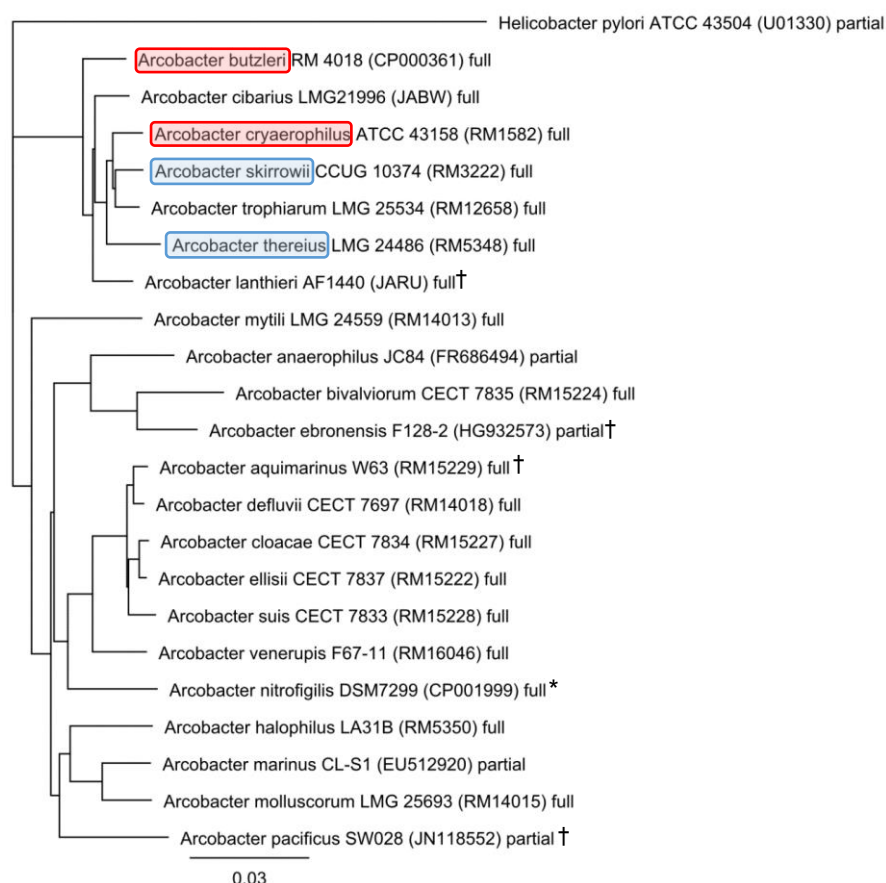 Helicobacter pylori ATCC 43504 (U01330) partial
Arcobacter butzleri RM 4018 (CP000361) full
Arcobacter cibarius LMG21996 (JABW) full
Arcobacter cryaerophilus ATCC 43158 (RM1582) full
Arcobacter skirrowii CCUG 10374 (RM3222) full
Arcobacter trophiarum LMG 25534 (RM12658) full
Arcobacter thereius LMG 24486 (RM5348) full
Arcobacter lanthieri AF1440 (JARU) full†
Arcobacter mytili LMG 24559 (RM14013) full
Arcobacter anaerophilus JC84 (FR686494) partial
Arcobacter bivalviorum CECT 7835 (RM15224) full
Arcobacter ebronensis F128-2 (HG932573) partial†
Arcobacter aquimarinus W63 (RM15229) full†
Arcobacter defluvii CECT 7697 (RM14018) full
Arcobacter cloacae CECT 7834 (RM15227) full
Arcobacter ellisii CECT 7837 (RM15222) full
Arcobacter suis CECT 7833 (RM15228) full
Arcobacter venerupis F67-11 (RM16046) full
Arcobacter nitrofigilis DSM7299 (CP001999) full*
Arcobacter halophilus LA31B (RM5350) full
Arcobacter marinus CL-S1 (EU512920) partial
Arcobacter molluscorum LMG 25693 (RM14015) full
Arcobacter pacificus SW028 (JN118552) partial†
0.03